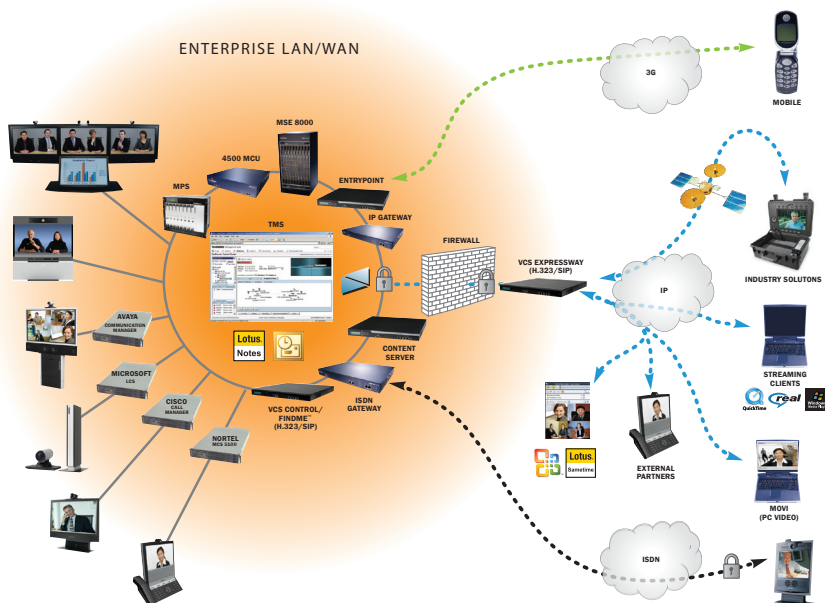 ENTERPRISE LAN/WAN
3G
MOBILE
MSE 8000
4500 MCU
MPS
ENTRYPOINT
IP GATEWAY
TMS
FIREWALL
VCS EXPRESSWAY
(H.323/SIP)
IP
INDUSTRY SOLUTONS
AVAYA
COMMUNICATION
MANAGER
Lotus.
Notes
CONTENT
SERVER
STREAMING
CLIENTS
QuickTime
real
MICROSOFT
LCS
ISDN
GATEWAY
CISCO
CALL
MANAGER
VCS CONTROL/
FINDME™
(H.323/SIP)
NORTEL
MCS 5100
Lotus.
Sametime
EXTERNAL
PARTNERS
MOVI
(PC VIDEO)
ISDN